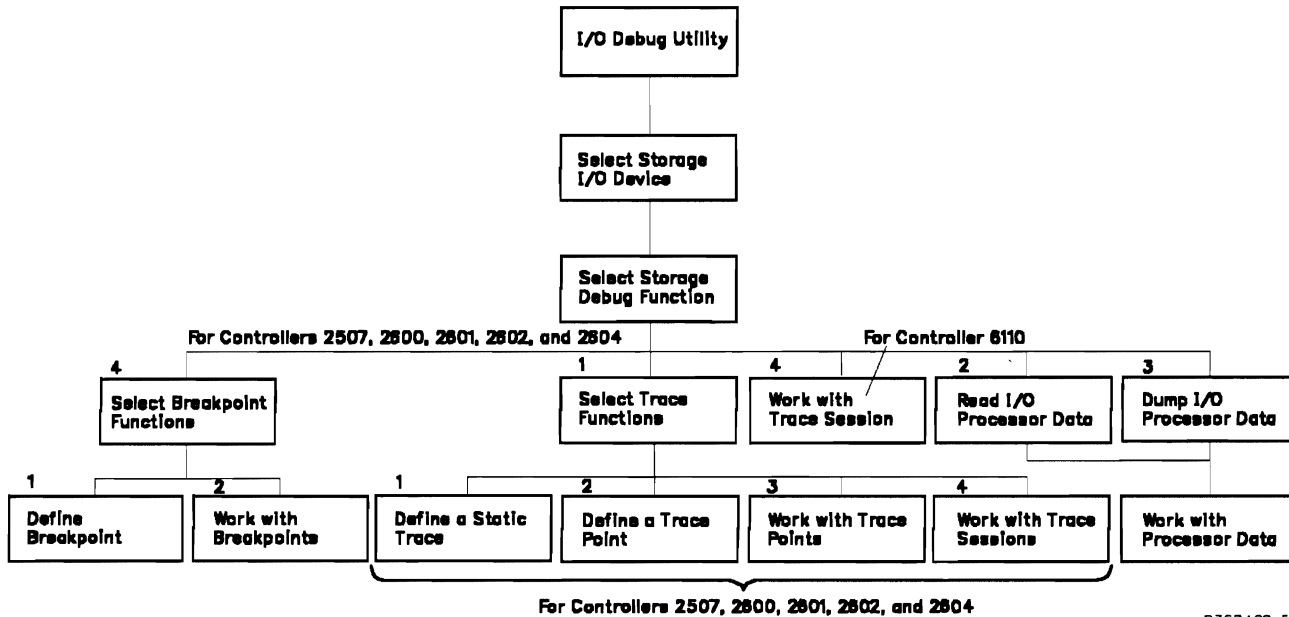 I/O Debug Utility
Select Storage
I/O Device
Select Storage
Debug Function
For Controllers 2507, 2600, 2601, 2602, and 2604
For Controller 6110
4
1
4
2
3
Select Breakpoint
Functions
Select Trace
Functions
Work with
Trace Session
Read I/O
Processor Data
Dump I/O
Processor Data
1
2
1
2
3
4
Define
Breakpoint
Work with
Breakpoints
Define a Static
Trace
Define a Trace
Point
Work with Trace
Points
Work with Trace
Sessions
Work with
Processor Data
For Controllers 2507, 2600, 2601, 2602, and 2604